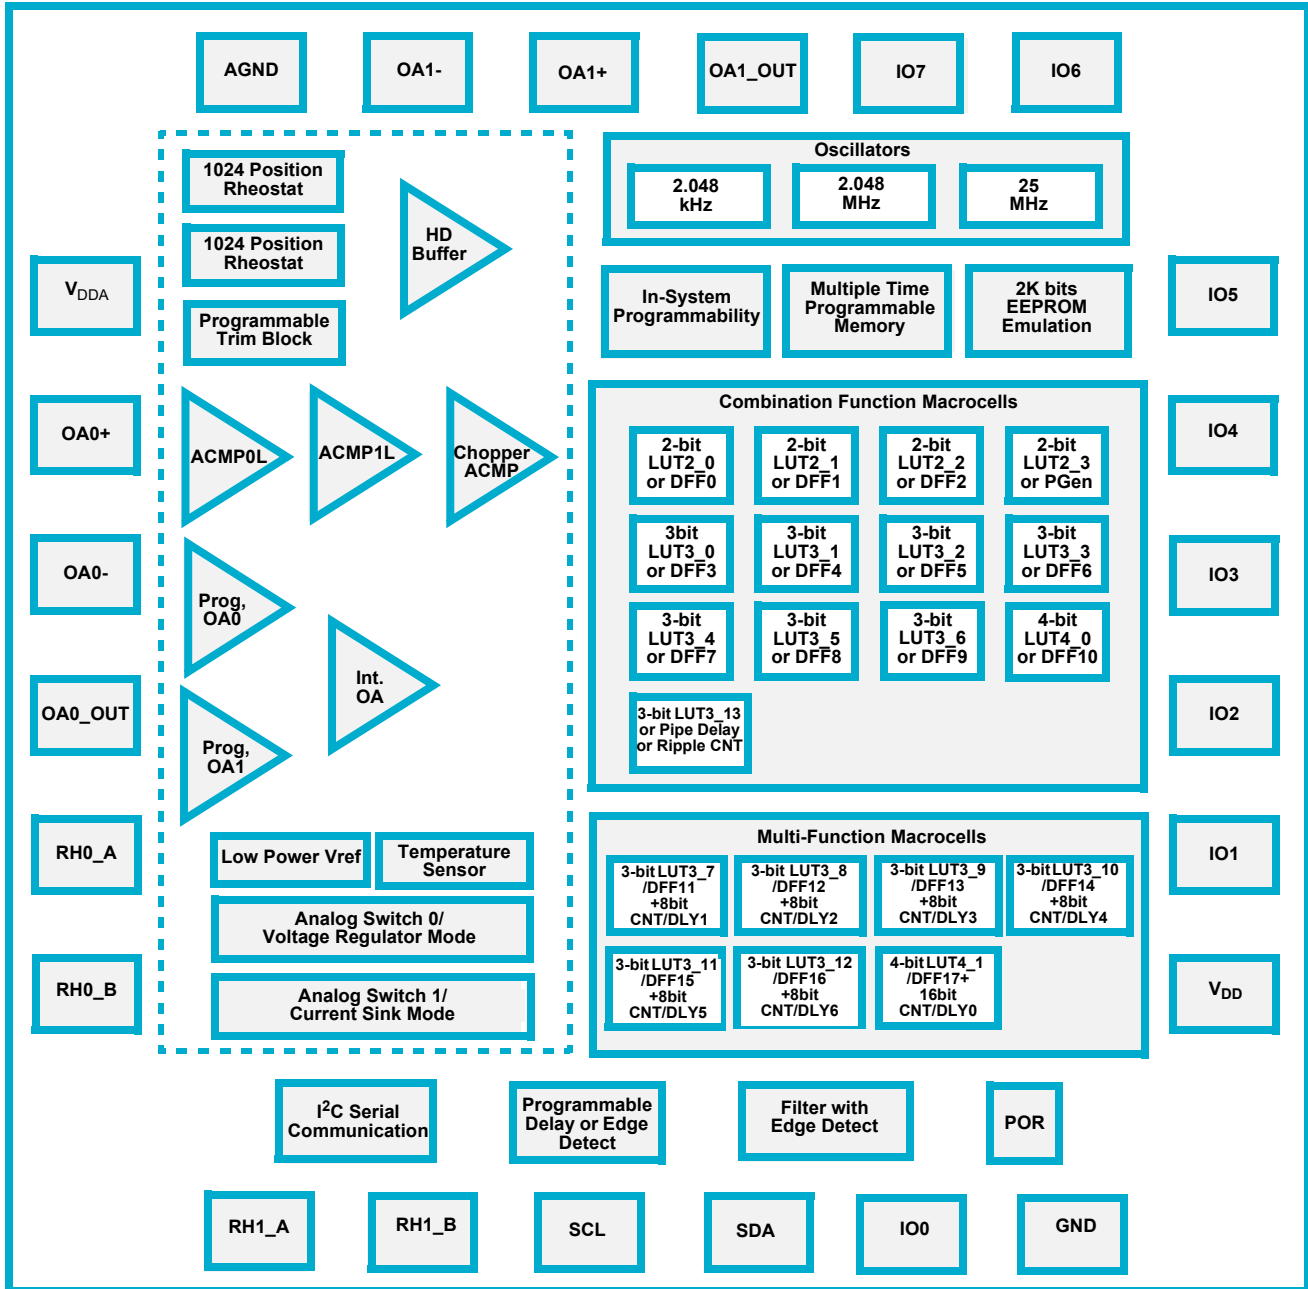 AGND
OA1-
OA1+
OA1_OUT
IO7
IO6
1024 Position
Rheostat
1024 Position
Rheostat
Programmable
Trim Block
HD
Buffer
Oscillators
2.048
kHz
2.048
MHz
25
MHz
In-System
Programmability
Multiple Time
Programmable
Memory
2K bits
EEPROM
Emulation
VDDA
OA0+
OA0-
OA0_OUT
RH0_A
RH0_B
ACMP0L
ACMP1L
Chopper
ACMP
Prog,
OA0
Int.
OA
Prog,
OA1
Low Power Vref
Temperature
Sensor
Analog Switch 0/
Voltage Regulator Mode
Analog Switch 1/
Current Sink Mode
Combination Function Macrocells
2-bit
LUT2_0
or DFF0
2-bit
LUT2_1
or DFF1
2-bit
LUT2_2
or DFF2
2-bit
LUT2_3
or PGen
3bit
LUT3_0
or DFF3
3-bit
LUT3_1
or DFF4
3-bit
LUT3_2
or DFF5
3-bit
LUT3_3
or DFF6
3-bit
LUT3_4
or DFF7
3-bit
LUT3_5
or DFF8
3-bit
LUT3_6
or DFF9
4-bit
LUT4_0
or DFF10
3-bit LUT3_13
or Pipe Delay
or Ripple CNT
Multi-Function Macrocells
3-bit LUT3_7
/DFF11
+8bit
CNT/DLY1
3-bit LUT3_8
/DFF12
+8bit
CNT/DLY2
3-bit LUT3_9
/DFF13
+8bit
CNT/DLY3
3-bit LUT3_10
/DFF14
+8bit
CNT/DLY4
3-bit LUT3_11
/DFF15
+8bit
CNT/DLY5
3-bit LUT3_12
/DFF16
+8bit
CNT/DLY6
4-bit LUT4_1
/DFF17+
16bit
CNT/DLY0
IO5
IO4
IO3
IO2
IO1
VDD
I2C Serial
Communication
Programmable
Delay or Edge
Detect
Filter with
Edge Detect
POR
RH1_A
RH1_B
SCL
SDA
IO0
GND